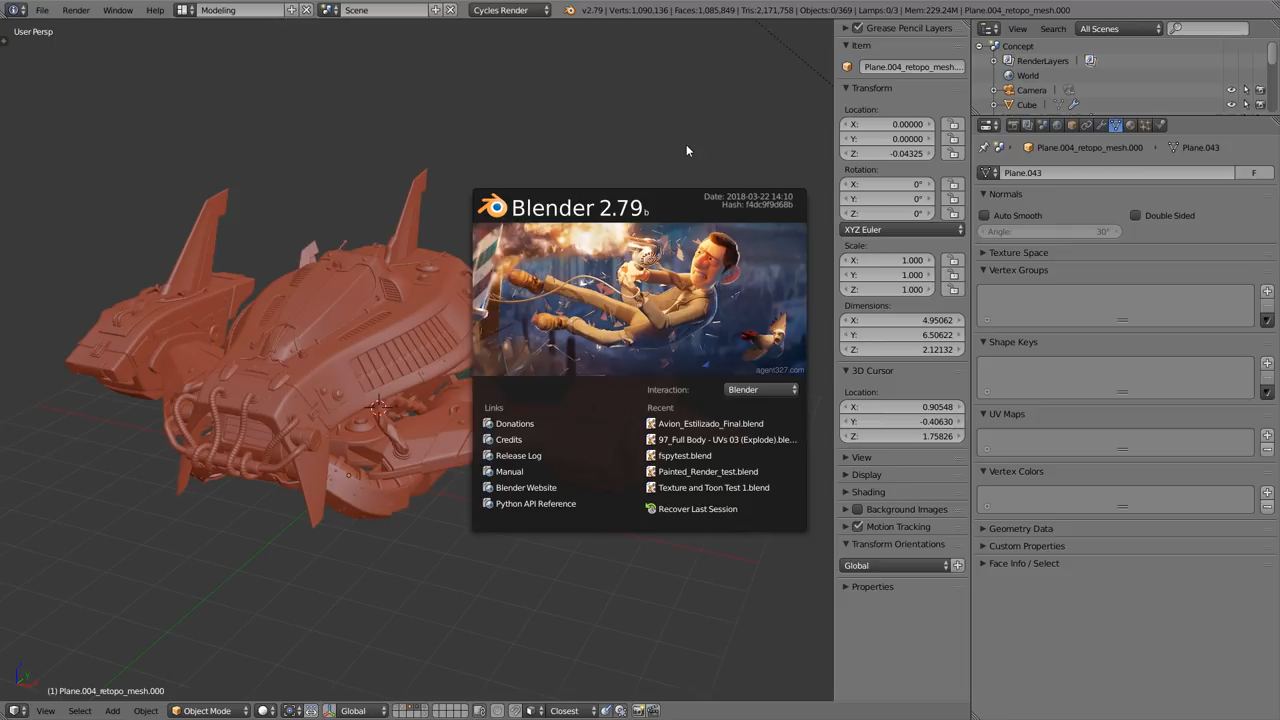 File Render Window Help Modeling Scene Cycles Render v2.79 | Verts:1,090,136 | Faces:1,085,849 | Tris:2,171,758 | Objects:0/369 | Lamps:0/3 | Mem:229.24M | Plane.004_retopo_mesh.000
User Persp
Blender 2.79b
Date: 2018-03-22 14:10
Hash: f4dc9f9d68b
agent327.com
Interaction: Blender
Links
Donations
Credits
Release Log
Manual
Blender Website
Python API Reference
Recent
Avion_Estilizado_Final.blend
97_Full Body - UVs 03 (Explode).ble...
fspytest.blend
Painted_Render_test.blend
Texture and Toon Test 1.blend
Recover Last Session
(1) Plane.004_retopo_mesh.000
View Select Add Object Object Mode Global Closest
Grease Pencil Layers
Item
Plane.004_retopo_mesh....
Transform
Location:
X: 0.00000
Y: 0.00000
Z: -0.04325
Rotation:
X: 0°
Y: 0°
Z: 0°
XYZ Euler
Scale:
X: 1.000
Y: 1.000
Z: 1.000
Dimensions:
X: 4.95062
Y: 6.50622
Z: 2.12132
3D Cursor
Location:
X: 0.90548
Y: -0.40630
Z: 1.75826
View
Display
Shading
Background Images
Motion Tracking
Transform Orientations
Global
Properties
View Search All Scenes
Concept
RenderLayers
World
Camera
Cube
Plane.004_retopo_mesh.000 Plane.043
Plane.043 F
Normals
Auto Smooth Double Sided
Angle: 30°
Texture Space
Vertex Groups
Shape Keys
UV Maps
Vertex Colors
Geometry Data
Custom Properties
Face Info / Select